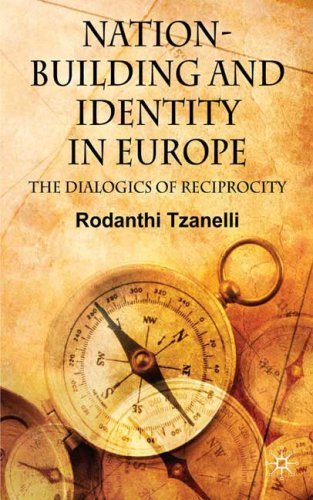 NATION-
BUILDING AND
IDENTITY
IN EUROPE
THE DIALOGICS OF RECIPROCITY
Rodanthi Tzanelli